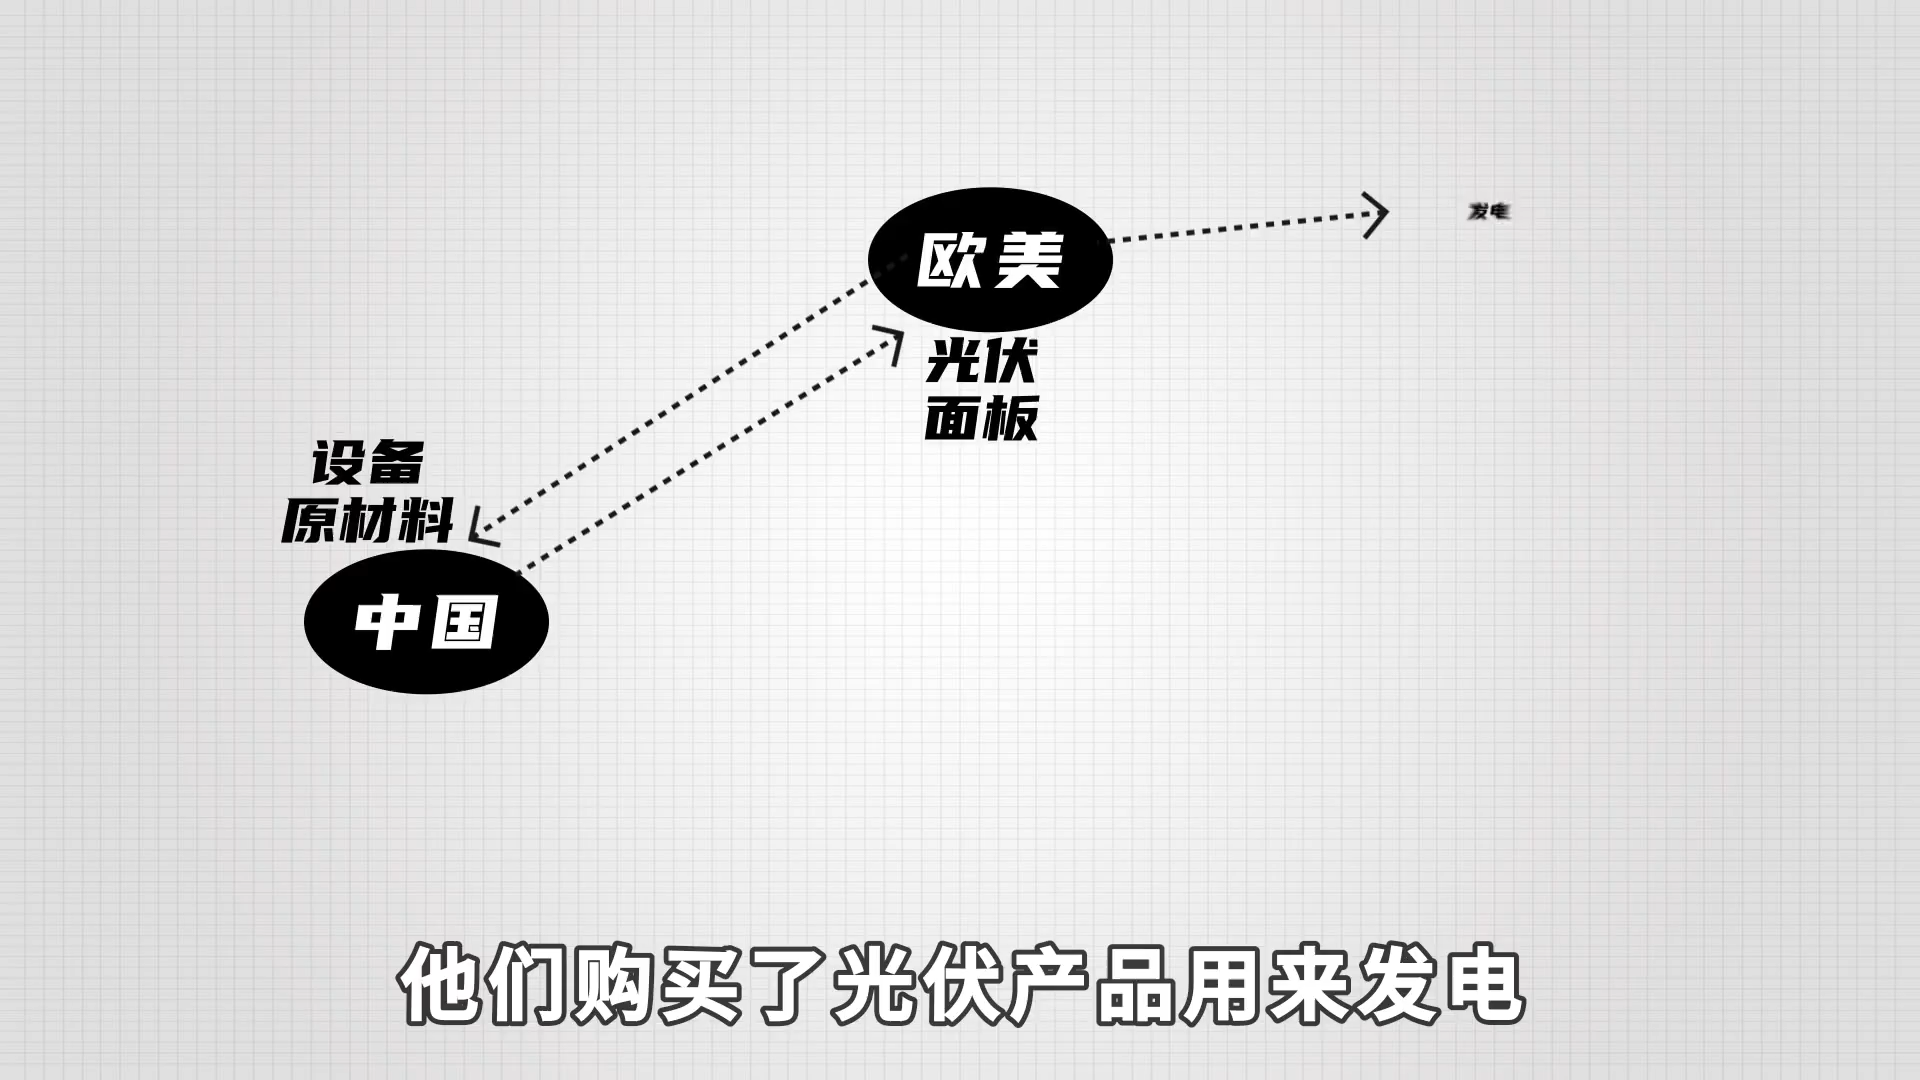 欧美
发电
光伏
面板
设备
原材料
中国
他们购买了光伏产品用来发电